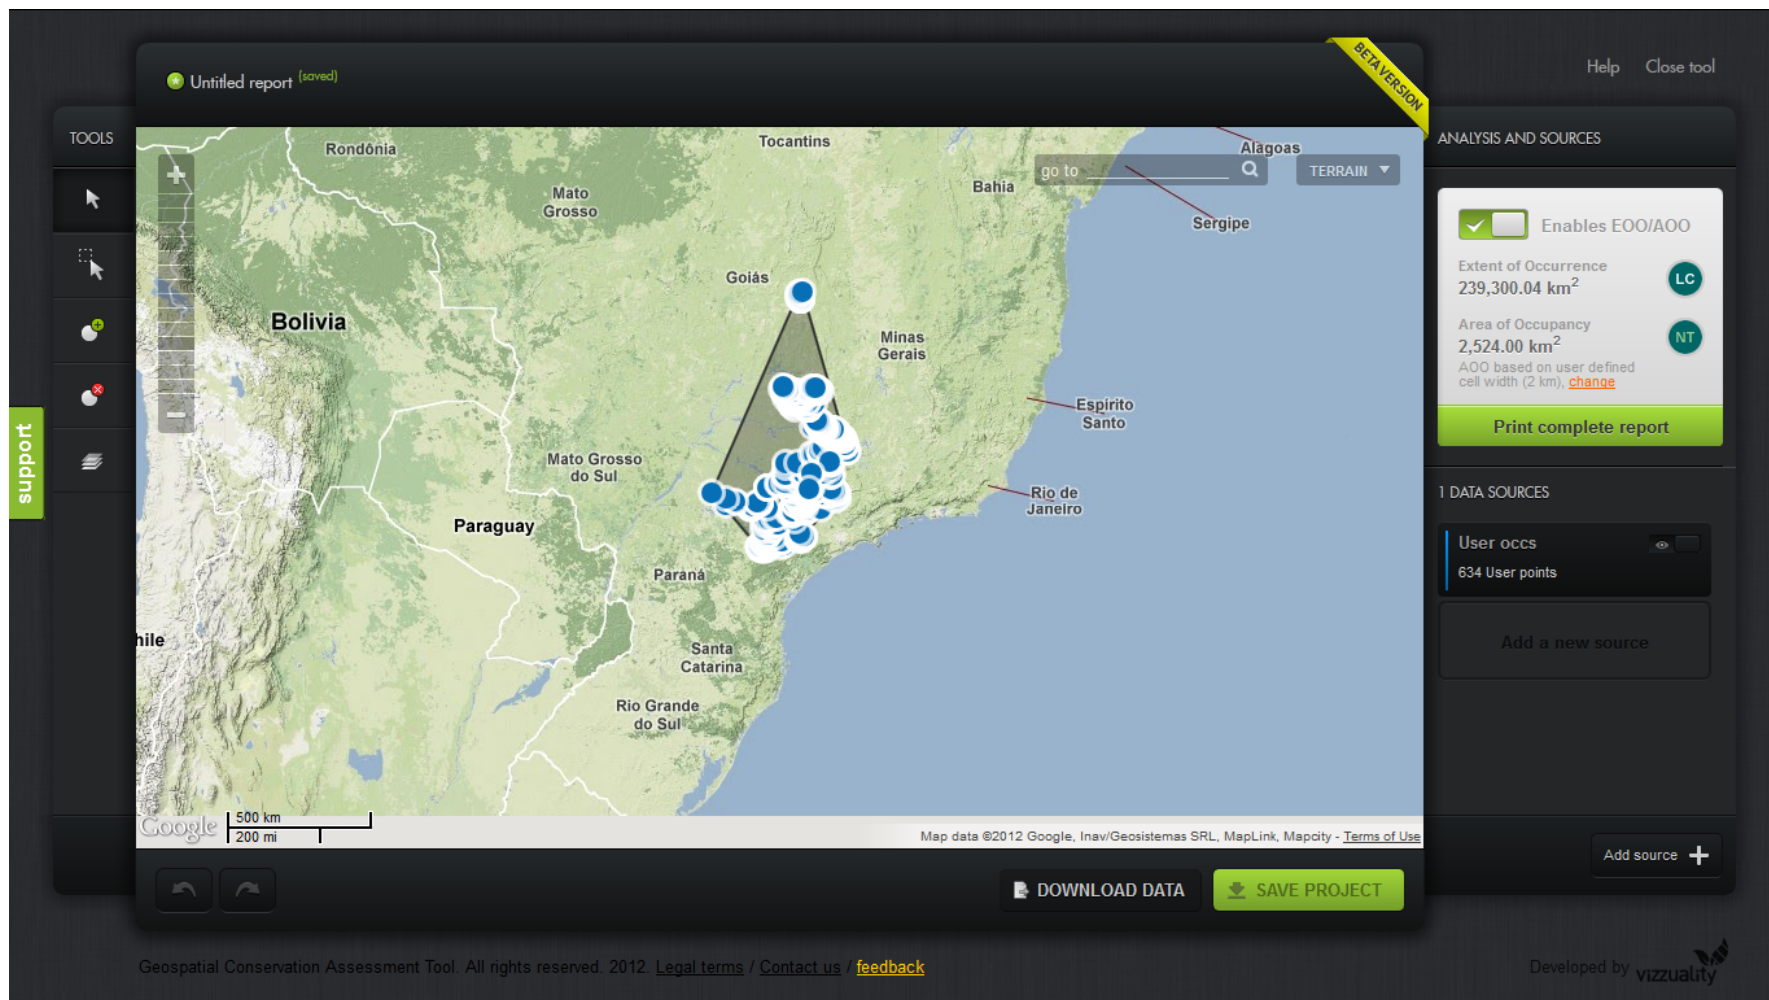 Untitled report (saved)
BETA VERSION
Help
Close tool
TOOLS
ANALYSIS AND SOURCES
Rondônia
Tocantins
Alagoas
go to
TERRAIN
Mato
Grosso
Bahia
Sergipe
Enables EOO/AOO
Extent of Occurrence
239,300.04 km2
LC
Goiás
Bolivia
Minas
Gerais
Area of Occupancy
2,524.00 km2
NT
AOO based on user defined
cell width (2 km), change
Print complete report
Espírito
Santo
support
Mato Grosso
do Sul
Rio de
Janeiro
Paraguay
1 DATA SOURCES
User occs
634 User points
Paraná
Add a new source
hile
Santa
Catarina
Rio Grande
do Sul
Google
500 km
200 mi
Map data ©2012 Google, Inav/Geosistemas SRL, MapLink, Mapcity - Terms of Use
Add source
DOWNLOAD DATA
SAVE PROJECT
Geospatial Conservation Assessment Tool. All rights reserved. 2012. Legal terms / Contact us / feedback
Developed by vizzuality